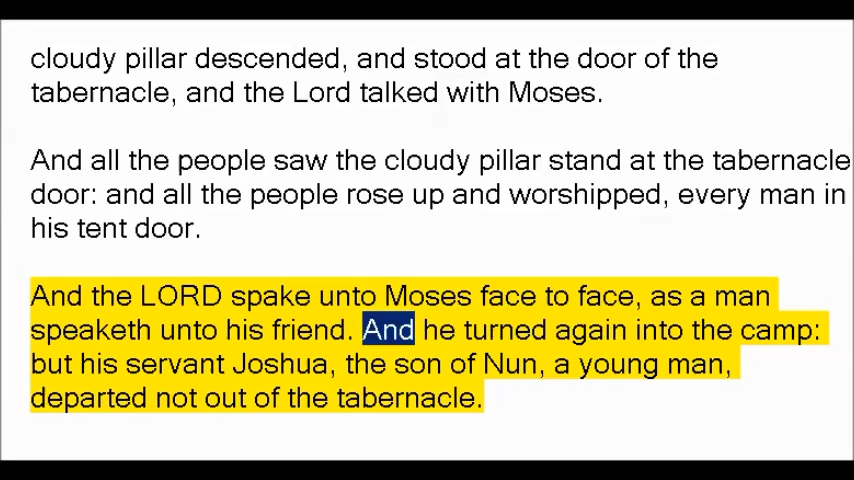 cloudy pillar descended, and stood at the door of the
tabernacle, and the Lord talked with Moses.
And all the people saw the cloudy pillar stand at the tabernacle
door: and all the people rose up and worshipped, every man in
his tent door.
And the LORD spake unto Moses face to face, as a man
speaketh unto his friend. And he turned again into the camp:
but his servant Joshua, the son of Nun, a young man,
departed not out of the tabernacle.